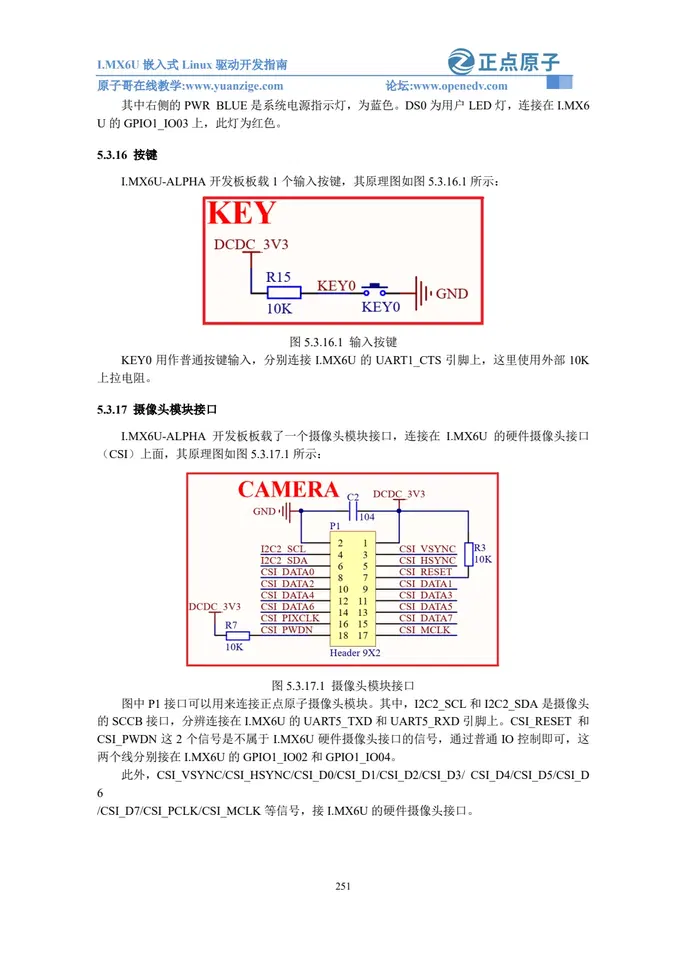 I.MX6U 嵌入式 Linux 驱动开发指南
正点原子
原子哥在线教学:www.yuanzige.com 论坛:www.openedv.com
其中右侧的 PWR BLUE 是系统电源指示灯，为蓝色。DS0 为用户 LED 灯，连接在 I.MX6
U 的 GPIO1_IO03 上，此灯为红色。
5.3.16 按键
I.MX6U-ALPHA 开发板板载 1 个输入按键，其原理图如图 5.3.16.1 所示：
KEY
DCDC_3V3
R15
10K
KEY0
KEY0
GND
图 5.3.16.1 输入按键
KEY0 用作普通按键输入，分别连接 I.MX6U 的 UART1_CTS 引脚上，这里使用外部 10K
上拉电阻。
5.3.17 摄像头模块接口
I.MX6U-ALPHA 开发板板载了一个摄像头模块接口，连接在 I.MX6U 的硬件摄像头接口
（CSI）上面，其原理图如图 5.3.17.1 所示：
CAMERA
C2
DCDC_3V3
GND
104
P1
2 1
I2C2_SCL 4 3 CSI_VSYNC
I2C2_SDA 6 5 CSI_HSYNC
CSI_DATA0 8 7 CSI_RESET
CSI_DATA2 10 9 CSI_DATA1
CSI_DATA4 12 11 CSI_DATA3
CSI_DATA6 14 13 CSI_DATA5
CSI_PIXCLK 16 15 CSI_DATA7
CSI_PWDN 18 17 CSI_MCLK
R3
10K
DCDC_3V3
R7
10K
Header 9X2
图 5.3.17.1 摄像头模块接口
图中 P1 接口可以用来连接正点原子摄像头模块。其中，I2C2_SCL 和 I2C2_SDA 是摄像头
的 SCCB 接口，分辨连接在 I.MX6U 的 UART5_TXD 和 UART5_RXD 引脚上。CSI_RESET 和
CSI_PWDN 这 2 个信号是不属于 I.MX6U 硬件摄像头接口的信号，通过普通 IO 控制即可，这
两个线分别接在 I.MX6U 的 GPIO1_IO02 和 GPIO1_IO04。
此外，CSI_VSYNC/CSI_HSYNC/CSI_D0/CSI_D1/CSI_D2/CSI_D3/ CSI_D4/CSI_D5/CSI_D
6
/CSI_D7/CSI_PCLK/CSI_MCLK 等信号，接 I.MX6U 的硬件摄像头接口。
251